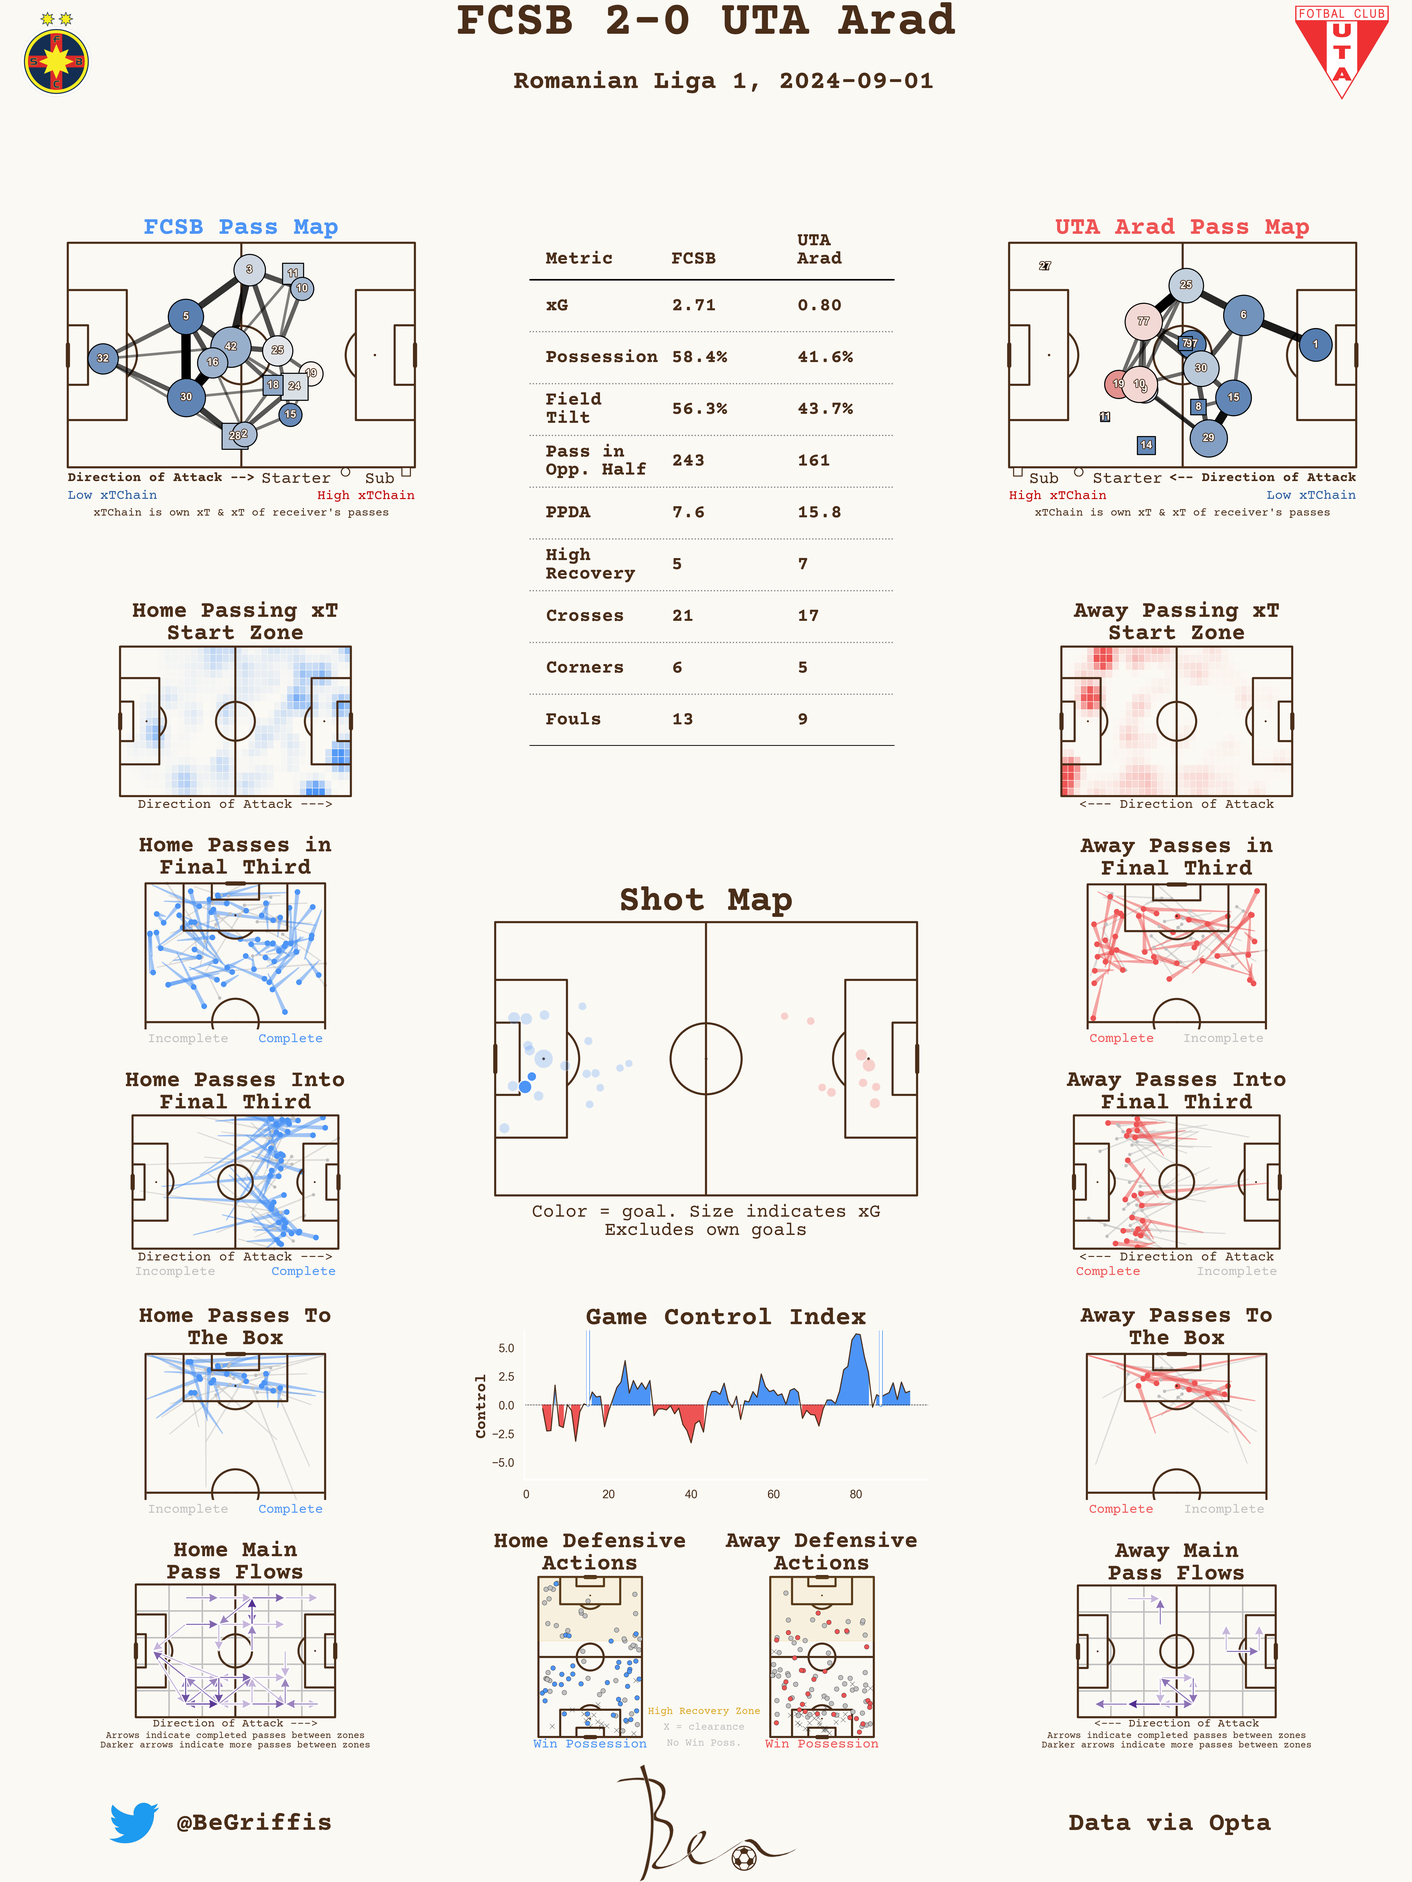 FCSB 2-0 UTA Arad
Romanian Liga 1, 2024-09-01
FOTBAL CLUB
U
T
A
F
S B
C
FCSB Pass Map
3
11
10
5
42
25
16
32
19
18
24
30
15
28
2
Direction of Attack --> Starter Sub
Low xTChain High xTChain
xTChain is own xT & xT of receiver's passes
Metric FCSB UTA Arad
xG 2.71 0.80
Possession 58.4% 41.6%
Field Tilt 56.3% 43.7%
Pass in Opp. Half 243 161
PPDA 7.6 15.8
High Recovery 5 7
Crosses 21 17
Corners 6 5
Fouls 13 9
UTA Arad Pass Map
25
6
77
1
30
19
10
9
8
15
11
29
14
Sub Starter <-- Direction of Attack
High xTChain Low xTChain
xTChain is own xT & xT of receiver's passes
Home Passing xT
Start Zone
Direction of Attack --->
Away Passing xT
Start Zone
<--- Direction of Attack
Home Passes in
Final Third
Incomplete Complete
Away Passes in
Final Third
Complete Incomplete
Shot Map
Color = goal. Size indicates xG
Excludes own goals
Home Passes Into
Final Third
Direction of Attack --->
Incomplete Complete
Away Passes Into
Final Third
<--- Direction of Attack
Complete Incomplete
Home Passes To
The Box
Incomplete Complete
Game Control Index
Control
5.0
2.5
0.0
−2.5
−5.0
0 20 40 60 80
Away Passes To
The Box
Complete Incomplete
Home Main
Pass Flows
Direction of Attack --->
Arrows indicate completed passes between zones
Darker arrows indicate more passes between zones
Home Defensive
Actions
Win Possession
High Recovery Zone
X = clearance
No Win Poss.
Away Defensive
Actions
Win Possession
Away Main
Pass Flows
<--- Direction of Attack
Arrows indicate completed passes between zones
Darker arrows indicate more passes between zones
@BeGriffis
Data via Opta